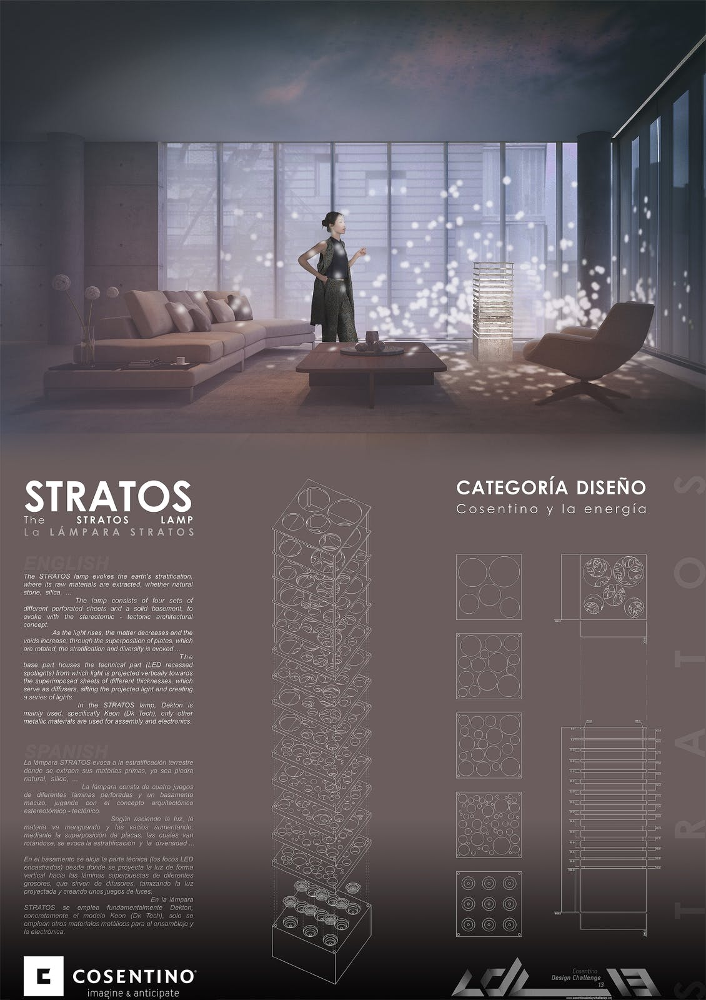 STRATOS
The STRATOS LAMP
La LÁMPARA STRATOS
ENGLISH
The STRATOS lamp evokes the earth's stratification,
where its raw materials are extracted, whether natural
stone, silica, ...
The lamp consists of four sets of
different perforated sheets and a solid basement, to
evoke with the stereotomic - tectonic architectural
concept.
As the light rises, the matter decreases and the
voids increase; through the superposition of plates, which
are rotated, the stratification and diversity is evoked ...
The
base part houses the technical part (LED recessed
spotlights) from which light is projected vertically towards
the superimposed sheets of different thicknesses, which
serve as diffusers, sifting the projected light and creating
a series of lights.
In the STRATOS lamp, Dekton is
mainly used, specifically Keon (Dk Tech), only other
metallic materials are used for assembly and electronics.
SPANISH
La lámpara STRATOS evoca a la estratificación terrestre
donde se extraen sus materias primas, ya sea piedra
natural, sílice, ...
La lámpara consta de cuatro juegos
de diferentes láminas perforadas y un basamento
macizo, jugando con el concepto arquitectónico
estereotómico - tectónico.
Según asciende la luz, la
materia va menguando y los vacios aumentando;
mediante la superposición de placas, las cuales van
rotándose, se evoca la estratificación y la diversidad ...
En el basamento se aloja la parte técnica (los focos LED
encastrados) desde donde se proyecta la luz de forma
vertical hacia las láminas superpuestas de diferentes
grosores, que sirven de difusores, tamizando la luz
proyectada y creando unos juegos de luces.
En la lámpara
STRATOS se emplea fundamentalmente Dekton,
concretamente el modelo Keon (Dk Tech), solo se
emplean otros materiales metálicos para el ensamblaje y
la electrónica.
COSENTINO®
imagine & anticipate
CATEGORÍA DISEÑO
Cosentino y la energía
STRATOS
cdc 13
Cosentino
Design Challenge
13
www.cosentinodesignchallenge.org